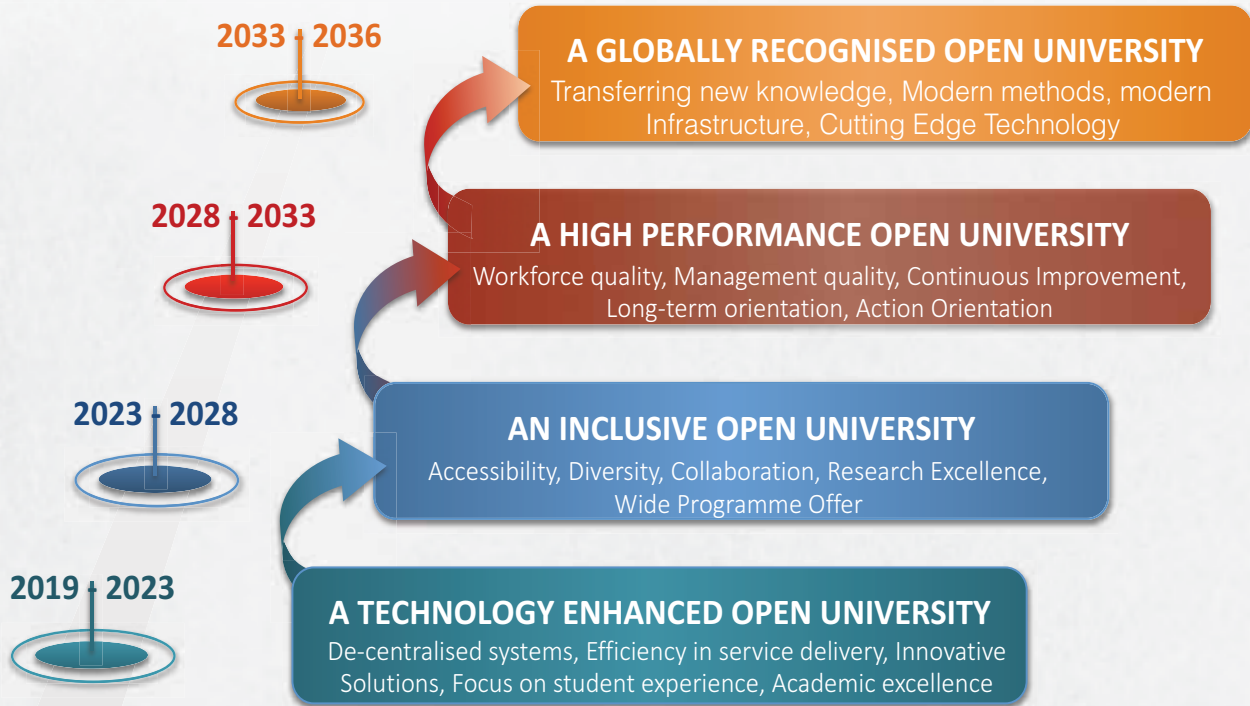 2033 - 2036
A GLOBALLY RECOGNISED OPEN UNIVERSITY
Transferring new knowledge, Modern methods, modern
Infrastructure, Cutting Edge Technology
2028 - 2033
A HIGH PERFORMANCE OPEN UNIVERSITY
Workforce quality, Management quality, Continuous Improvement,
Long-term orientation, Action Orientation
2023 - 2028
AN INCLUSIVE OPEN UNIVERSITY
Accessibility, Diversity, Collaboration, Research Excellence,
Wide Programme Offer
2019 - 2023
A TECHNOLOGY ENHANCED OPEN UNIVERSITY
De-centralised systems, Efficiency in service delivery, Innovative
Solutions, Focus on student experience, Academic excellence